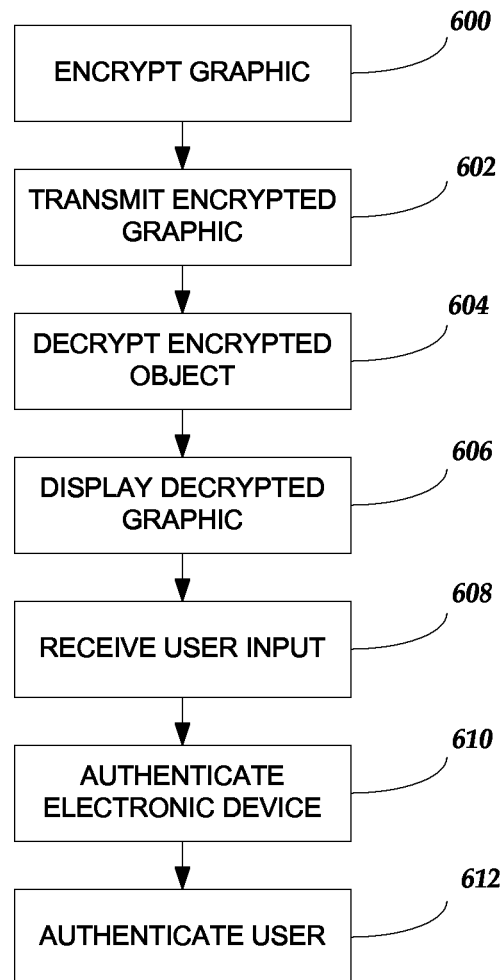 600
ENCRYPT GRAPHIC
602
TRANSMIT ENCRYPTED
GRAPHIC
604
DECRYPT ENCRYPTED
OBJECT
606
DISPLAY DECRYPTED
GRAPHIC
608
RECEIVE USER INPUT
610
AUTHENTICATE
ELECTRONIC DEVICE
612
AUTHENTICATE USER